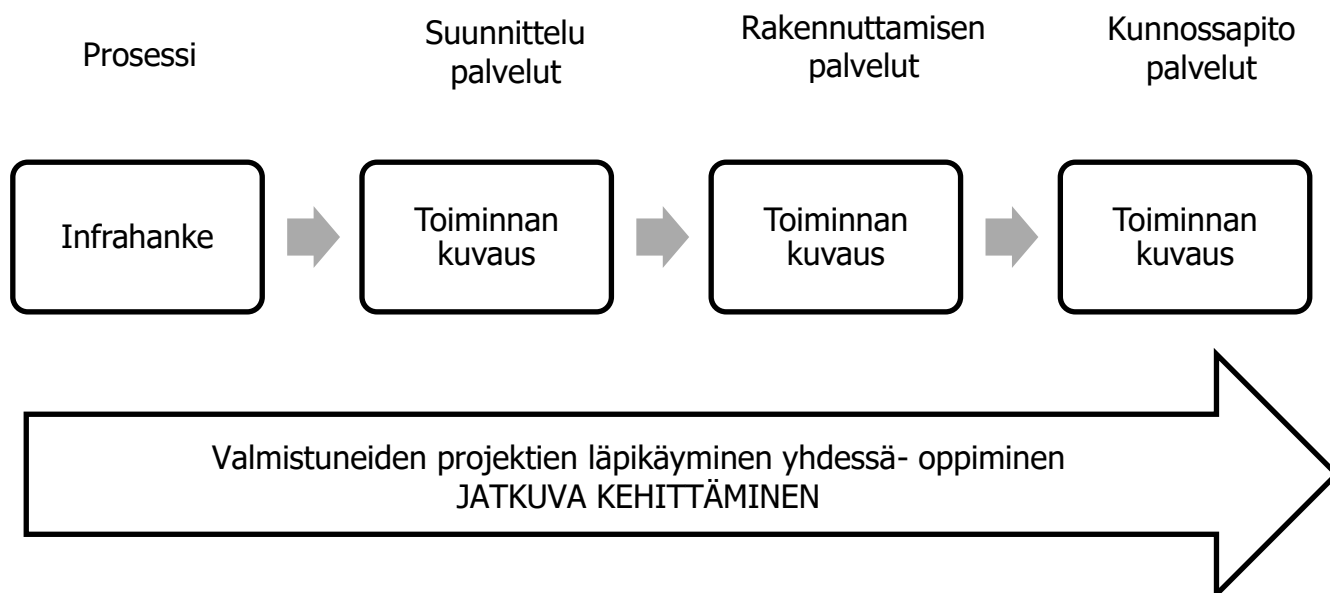 Prosessi
Suunnittelu
palvelut
Rakennuttamisen
palvelut
Kunnossapito
palvelut
Infrahanke
Toiminnan
kuvaus
Toiminnan
kuvaus
Toiminnan
kuvaus
Valmistuneiden projektien läpikäyminen yhdessä- oppiminen
JATKUVA KEHITTÄMINEN